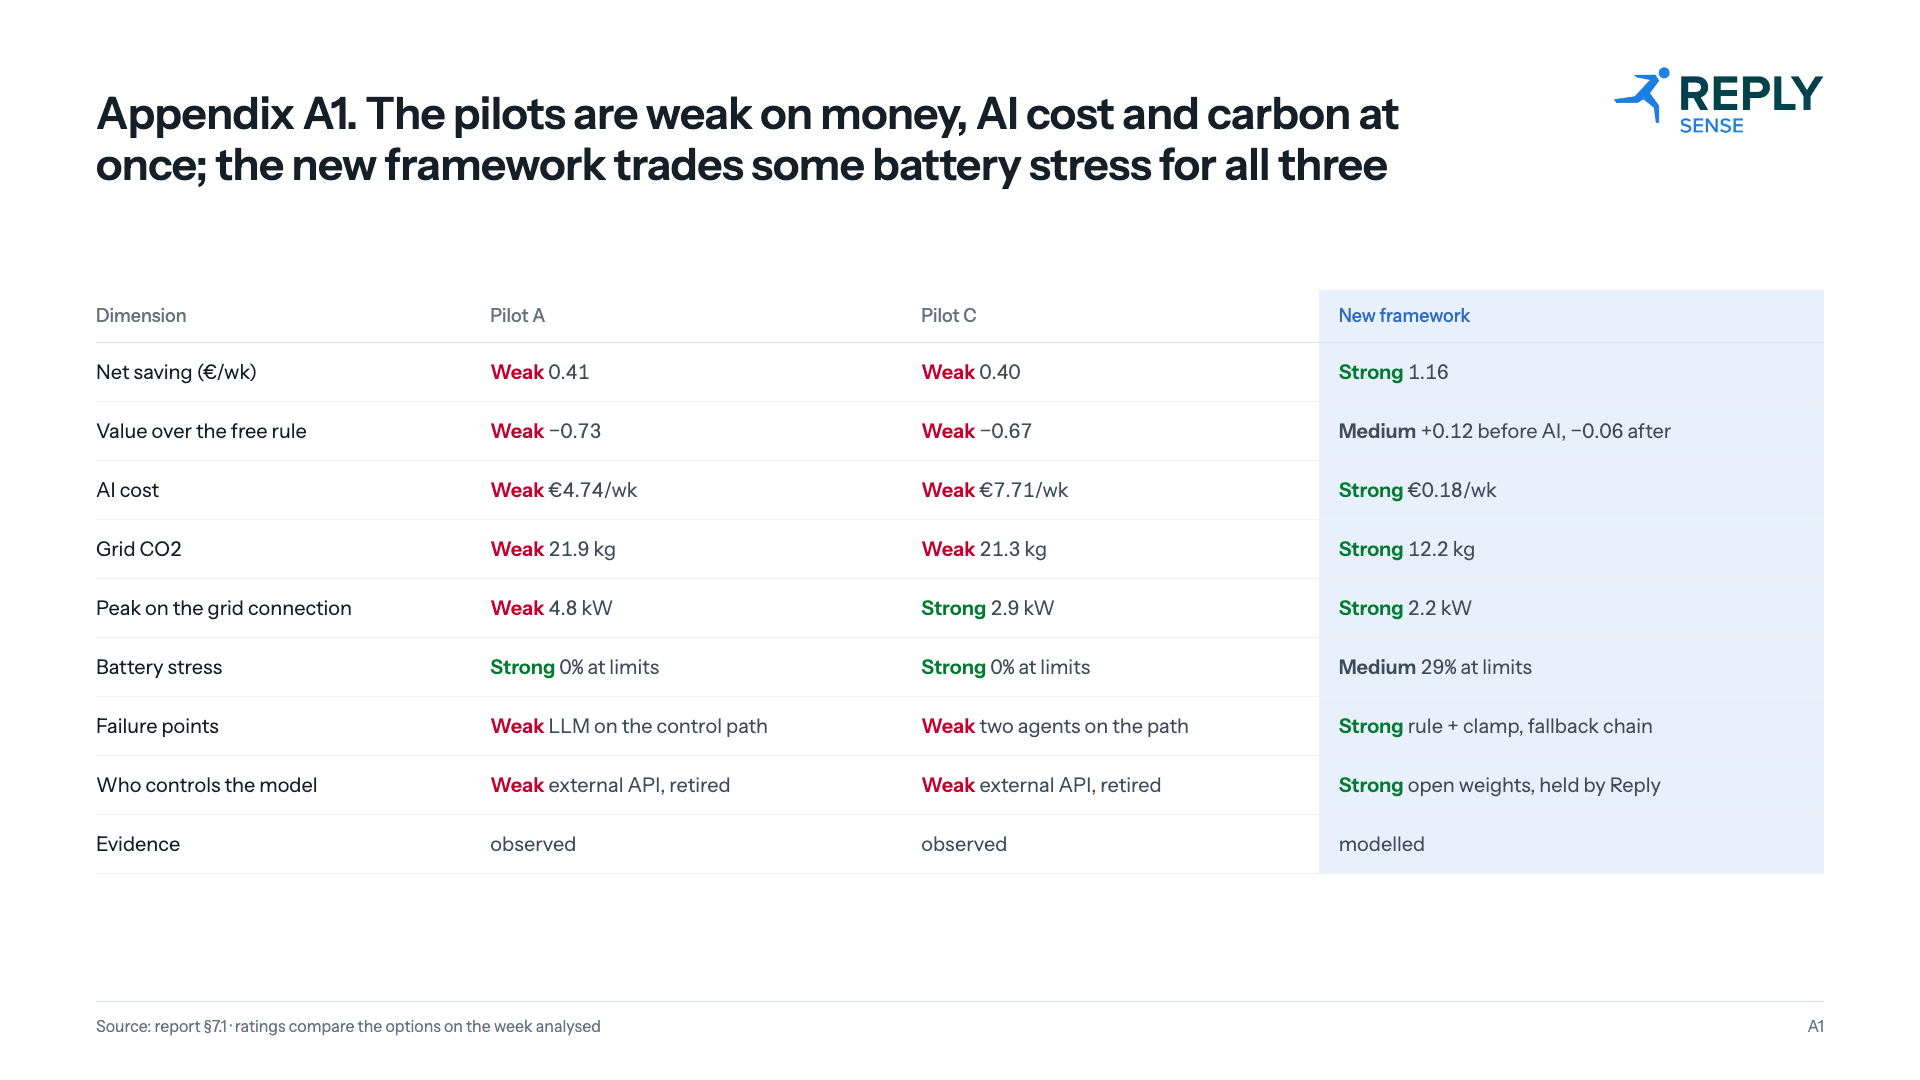 Appendix A1. The pilots are weak on money, AI cost and carbon at
once; the new framework trades some battery stress for all three
REPLY
SENSE
Dimension Pilot A Pilot C New framework
Net saving (€/wk) Weak 0.41 Weak 0.40 Strong 1.16
Value over the free rule Weak −0.73 Weak −0.67 Medium +0.12 before AI, −0.06 after
AI cost Weak €4.74/wk Weak €7.71/wk Strong €0.18/wk
Grid CO2 Weak 21.9 kg Weak 21.3 kg Strong 12.2 kg
Peak on the grid connection Weak 4.8 kW Strong 2.9 kW Strong 2.2 kW
Battery stress Strong 0% at limits Strong 0% at limits Medium 29% at limits
Failure points Weak LLM on the control path Weak two agents on the path Strong rule + clamp, fallback chain
Who controls the model Weak external API, retired Weak external API, retired Strong open weights, held by Reply
Evidence observed observed modelled
Source: report §7.1 · ratings compare the options on the week analysed A1